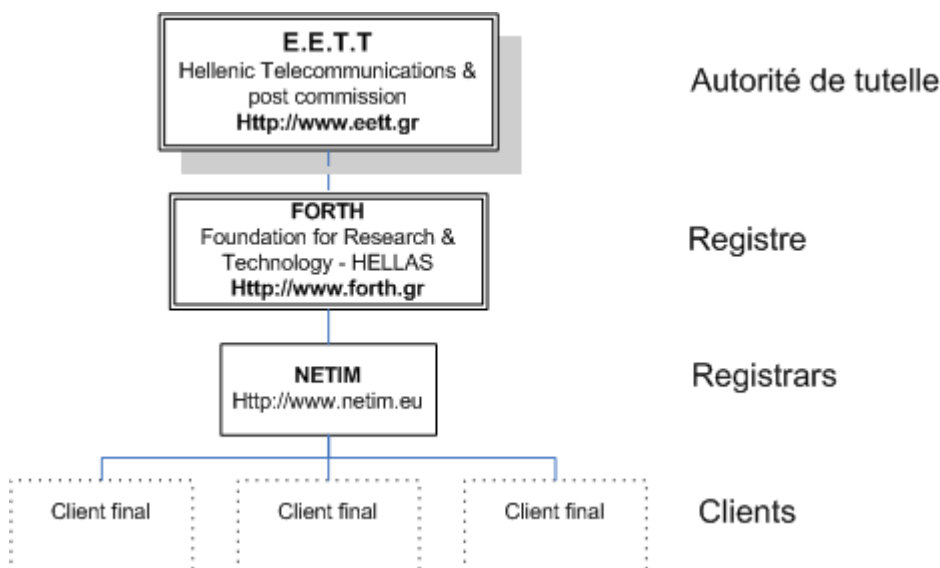 E.E.T.T
Hellenic Telecommunications &
post commission
Http://www.eett.gr
Autorité de tutelle
FORTH
Foundation for Research &
Technology - HELLAS
Http://www.forth.gr
Registre
NETIM
Http://www.netim.eu
Registrars
Client final
Client final
Client final
Clients